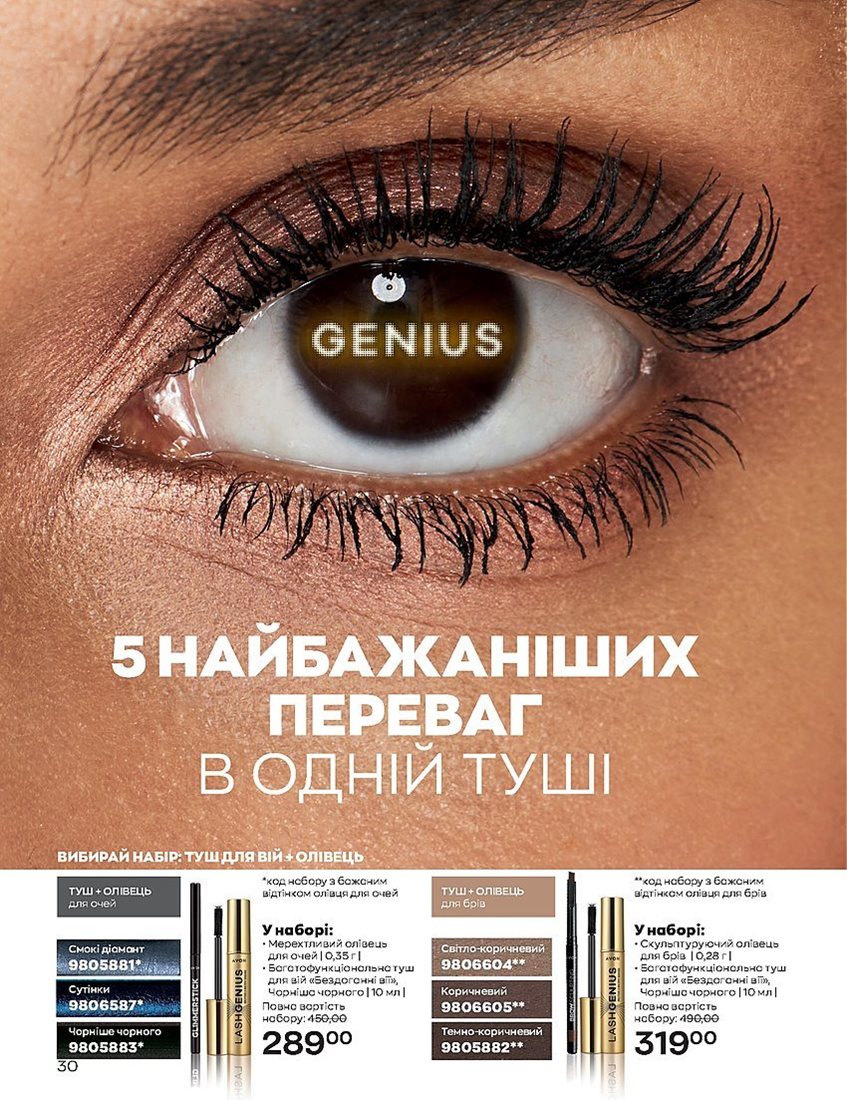 GENIUS
5 НАЙБАЖАНІШИХ
ПЕРЕВАГ
В ОДНІЙ ТУШІ
ВИБИРАЙ НАБІР: ТУШ ДЛЯ ВІЙ + ОЛІВЕЦЬ
ТУШ + ОЛІВЕЦЬ
для очей
Смокі діамант
9805881*
Сутінки
9806587*
Чорніше чорного
9805883*
GLIMMERSTICK
AVON
LASHGENIUS
*код набору з бажаним
відтінком олівця для очей
У наборі:
• Мерехтливий олівець
для очей | 0,35 г |
• Багатофункціональна туш
для вій «Бездоганні вії»,
Чорніше чорного | 10 мл |
Повна вартість
набору: 450,00
289⁰⁰
ТУШ + ОЛІВЕЦЬ
для брів
Світло-коричневий
9806604**
Коричневий
9806605**
Темно-коричневий
9805882**
AVON
LASHGENIUS
**код набору з бажаним
відтінком олівця для брів
У наборі:
• Скульптуруючий олівець
для брів | 0,28 г |
• Багатофункціональна туш
для вій «Бездоганні вії»,
Чорніше чорного | 10 мл |
Повна вартість
набору: 490,00
319⁰⁰
30